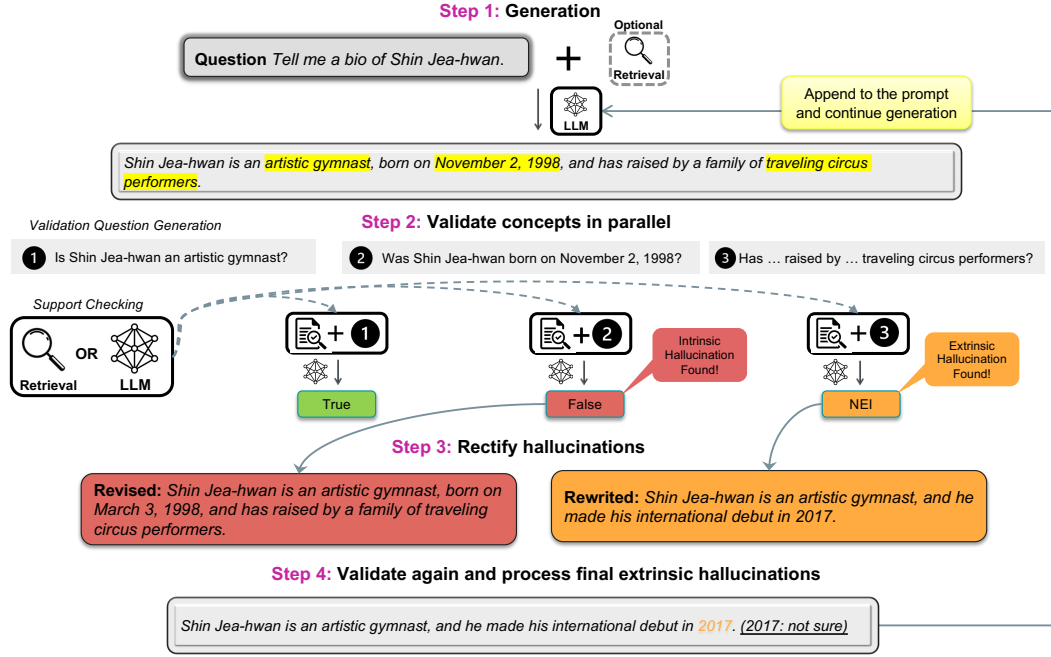 Step 1: Generation
Question Tell me a bio of Shin Jea-hwan.
+
Optional
Retrieval
LLM
Append to the prompt
and continue generation
Shin Jea-hwan is an artistic gymnast, born on November 2, 1998, and has raised by a family of traveling circus
performers.
Validation Question Generation
Step 2: Validate concepts in parallel
1 Is Shin Jea-hwan an artistic gymnast?
2 Was Shin Jea-hwan born on November 2, 1998?
3 Has … raised by … traveling circus performers?
Support Checking
Retrieval
OR
LLM
+ 1
+ 2
+ 3
Intrinsic
Hallucination
Found!
Extrinsic
Hallucination
Found!
True
False
NEI
Step 3: Rectify hallucinations
Revised: Shin Jea-hwan is an artistic gymnast, born on
March 3, 1998, and has raised by a family of traveling
circus performers.
Rewrited: Shin Jea-hwan is an artistic gymnast, and he
made his international debut in 2017.
Step 4: Validate again and process final extrinsic hallucinations
Shin Jea-hwan is an artistic gymnast, and he made his international debut in 2017. (2017: not sure)